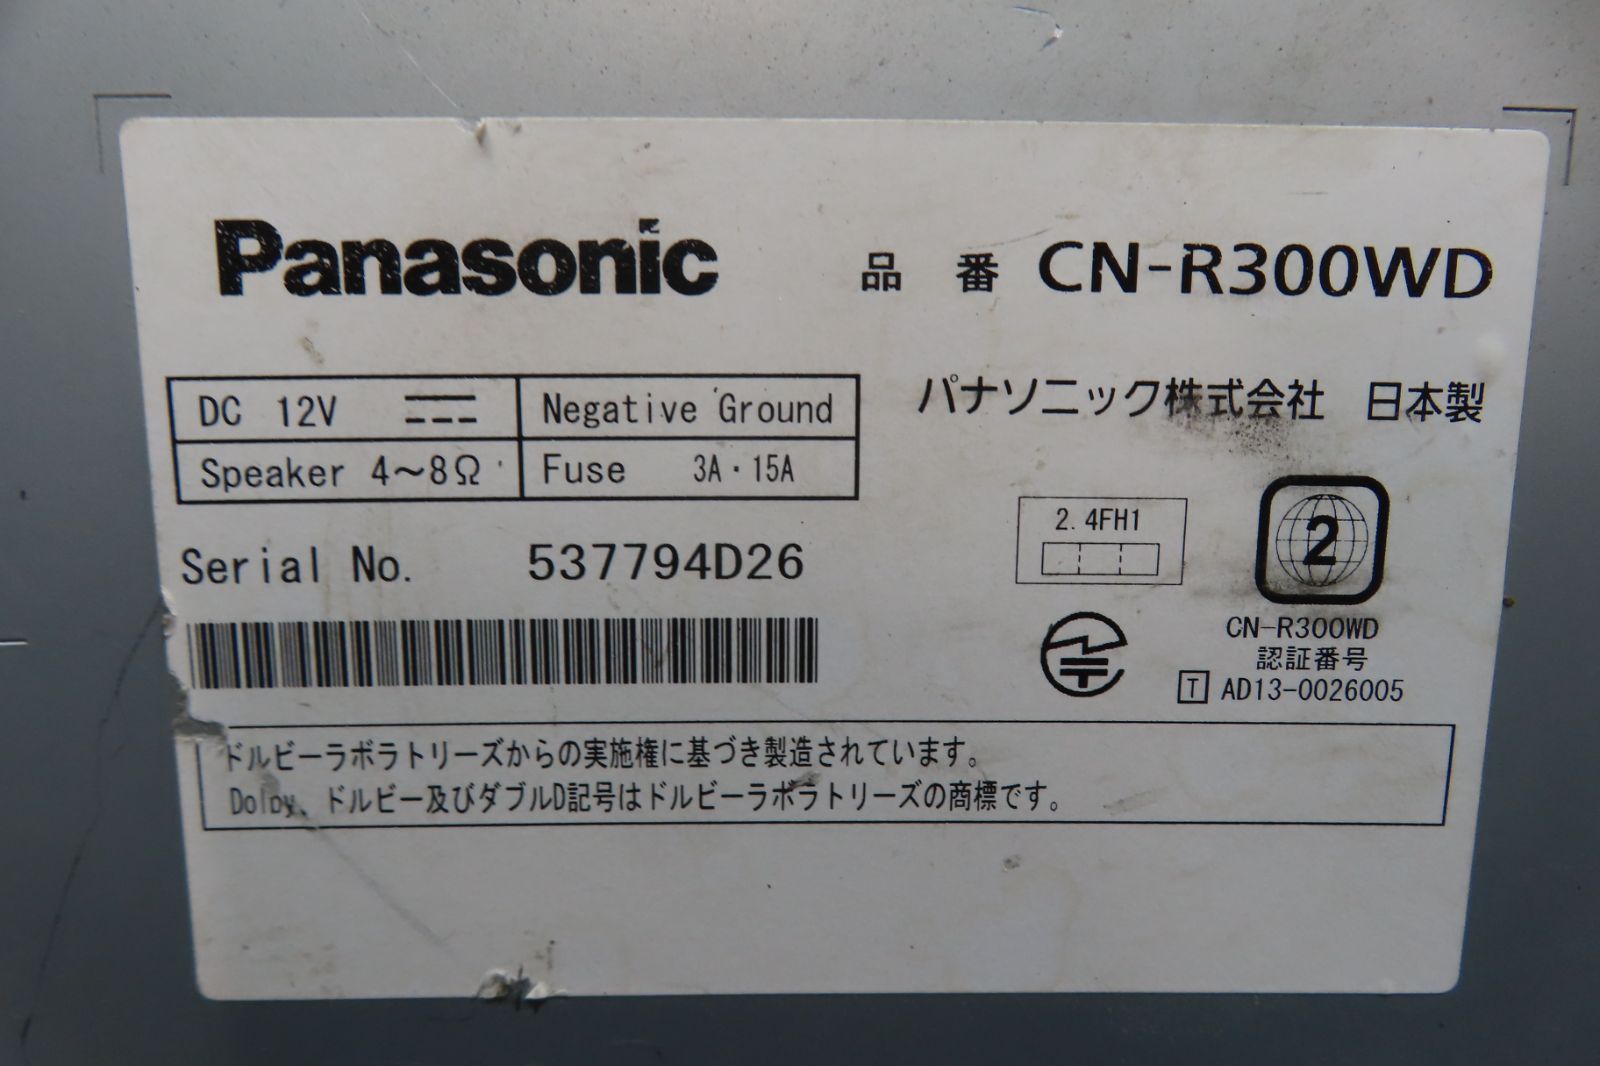 Panasonic 品 番 CN-R300WD
DC 12V Negative Ground
Speaker 4〜8Ω Fuse 3A・15A
パナソニック株式会社 日本製
Serial No. 537794D26
2.4FH1
2
CN-R300WD
認証番号
T AD13-0026005
ドルビーラボラトリーズからの実施権に基づき製造されています。
Dolby、ドルビー及びダブルD記号はドルビーラボラトリーズの商標です。